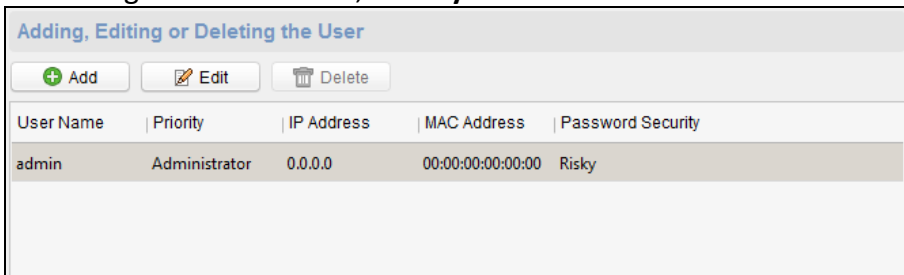 Adding, Editing or Deleting the User
Add Edit Delete
User Name Priority IP Address MAC Address Password Security
admin Administrator 0.0.0.0 00:00:00:00:00:00 Risky